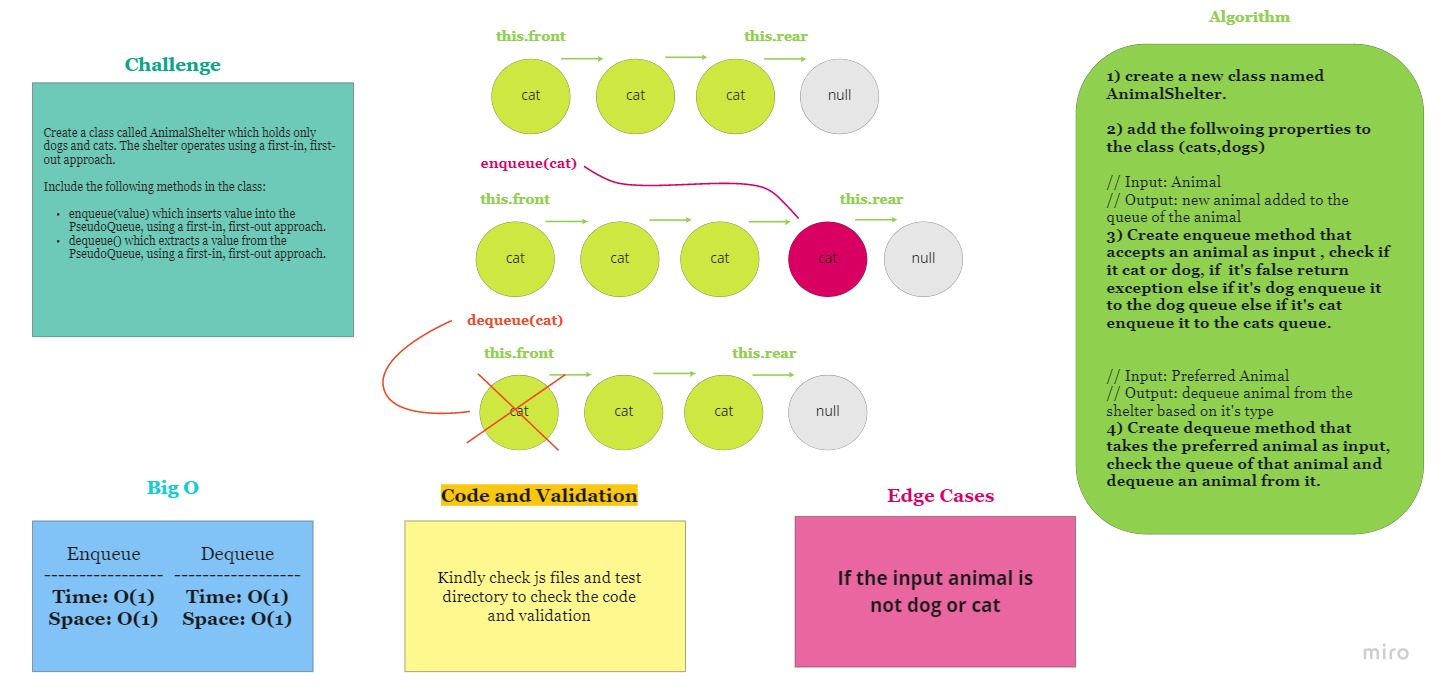 Challenge
Create a class called AnimalShelter which holds only
dogs and cats. The shelter operates using a first-in, first-
out approach.
Include the following methods in the class:
• enqueue(value) which inserts value into the
PseudoQueue, using a first-in, first-out approach.
• dequeue() which extracts a value from the
PseudoQueue, using a first-in, first-out approach.
this.front
this.rear
cat
cat
cat
null
enqueue(cat)
this.front
this.rear
cat
cat
cat
cat
null
dequeue(cat)
this.front
this.rear
cat
cat
cat
null
Algorithm
1) create a new class named
AnimalShelter.
2) add the follwoing properties to
the class (cats,dogs)
// Input: Animal
// Output: new animal added to the
queue of the animal
3) Create enqueue method that
accepts an animal as input , check if
it cat or dog, if  it's false return
exception else if it's dog enqueue it
to the dog queue else if it's cat
enqueue it to the cats queue.
// Input: Preferred Animal
// Output: dequeue animal from the
shelter based on it's type
4) Create dequeue method that
takes the preferred animal as input,
check the queue of that animal and
dequeue an animal from it.
Big O
Enqueue
-----------------
Time: O(1)
Space: O(1)
Dequeue
------------------
Time: O(1)
Space: O(1)
Code and Validation
Kindly check js files and test
directory to check the code
and validation
Edge Cases
If the input animal is
not dog or cat
miro